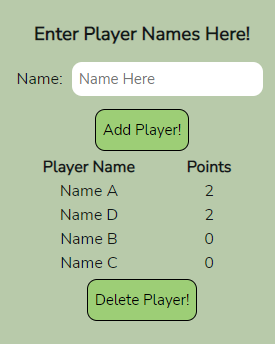 Enter Player Names Here!
Name: Name Here
Add Player!
Player Name Points
Name A 2
Name D 2
Name B 0
Name C 0
Delete Player!